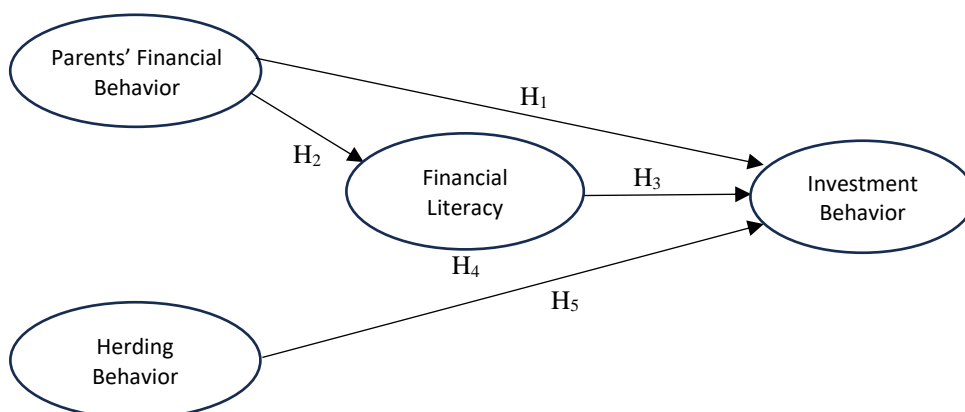 Parents’ Financial
Behavior
H₁
H₂
Financial
Literacy
H₃
Investment
Behavior
H₄
H₅
Herding
Behavior